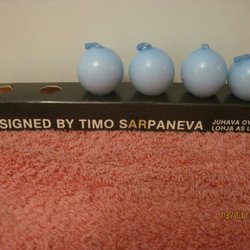 SIGNED BY TIMO SARPANEVA
JUHAVA OY
LOHJA AS